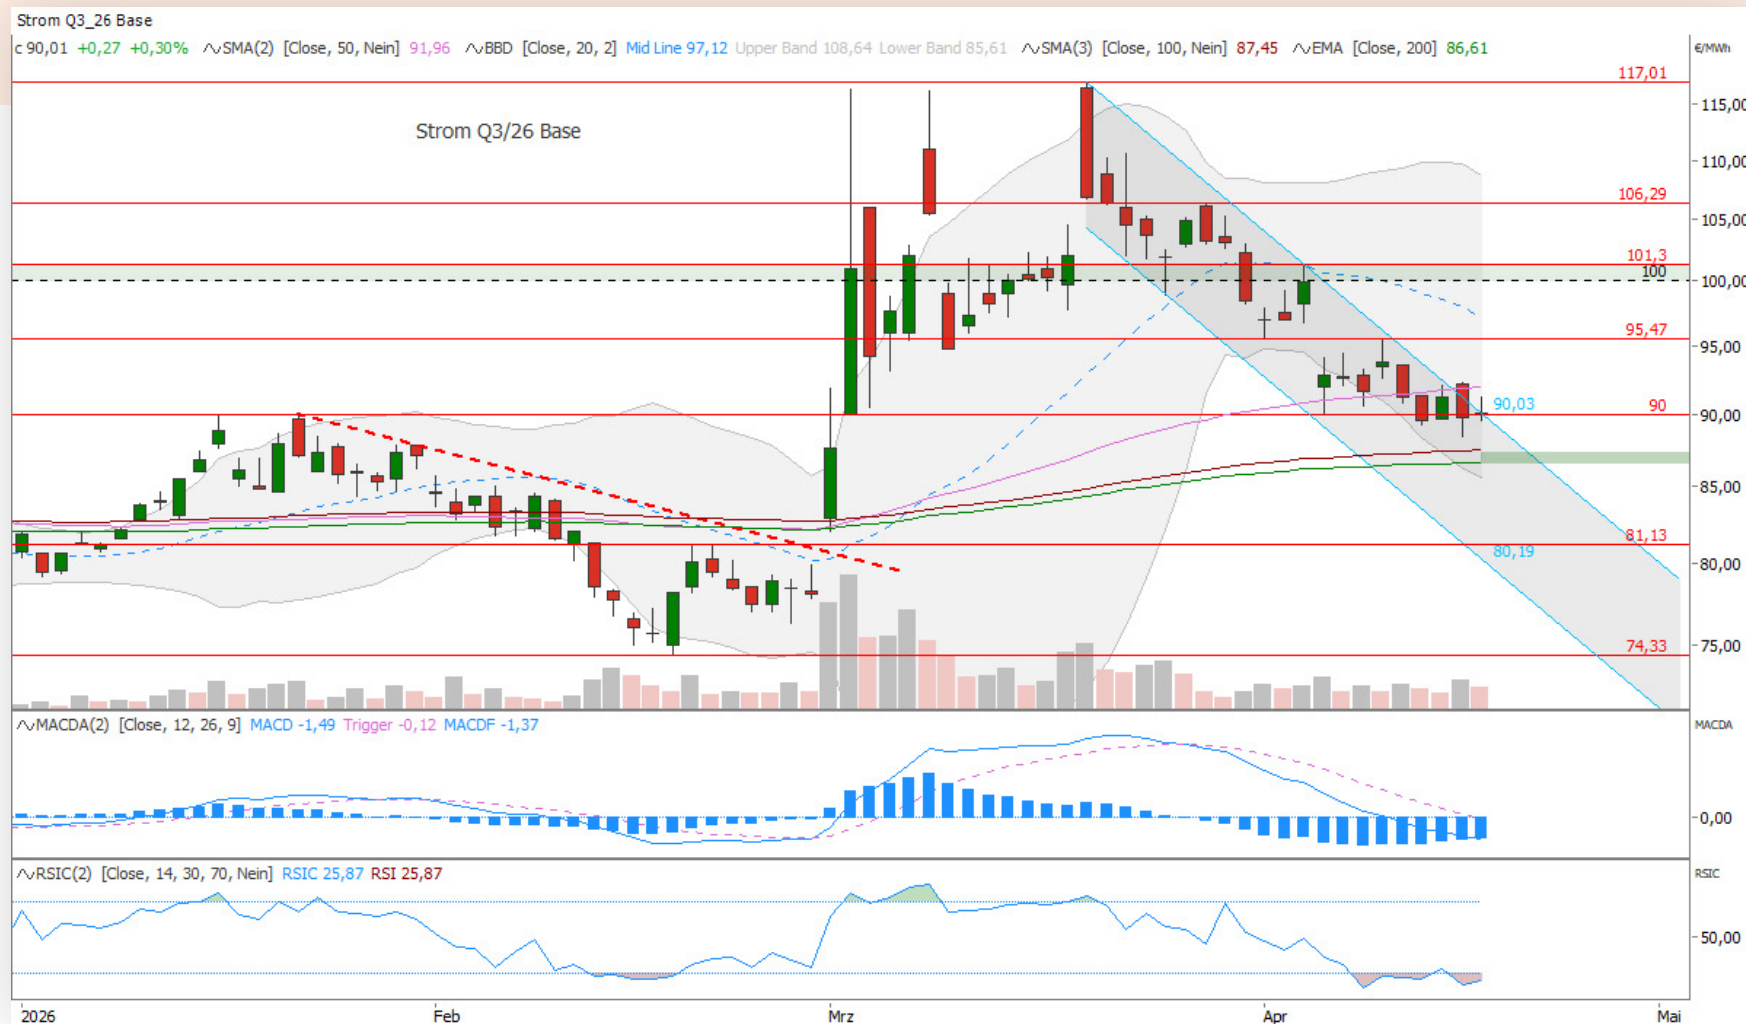 Strom Q3_26 Base
c 90,01 +0,27 +0,30% SMA(2) [Close, 50, Nein] 91,96 BBD [Close, 20, 2] Mid Line 97,12 Upper Band 108,64 Lower Band 85,61 SMA(3) [Close, 100, Nein] 87,45 EMA [Close, 200] 86,61
€/MWh
117,01
115,00
Strom Q3/26 Base
110,00
106,29
105,00
101,3
100
100,00
95,47
95,00
90,03
90
90,00
85,00
81,13
80,19
80,00
74,33
75,00
MACDA(2) [Close, 12, 26, 9] MACD -1,49 Trigger -0,12 MACDF -1,37
MACDA
0,00
RSIC(2) [Close, 14, 30, 70, Nein] RSIC 25,87 RSI 25,87
RSIC
50,00
2026 Feb Mrz Apr Mai